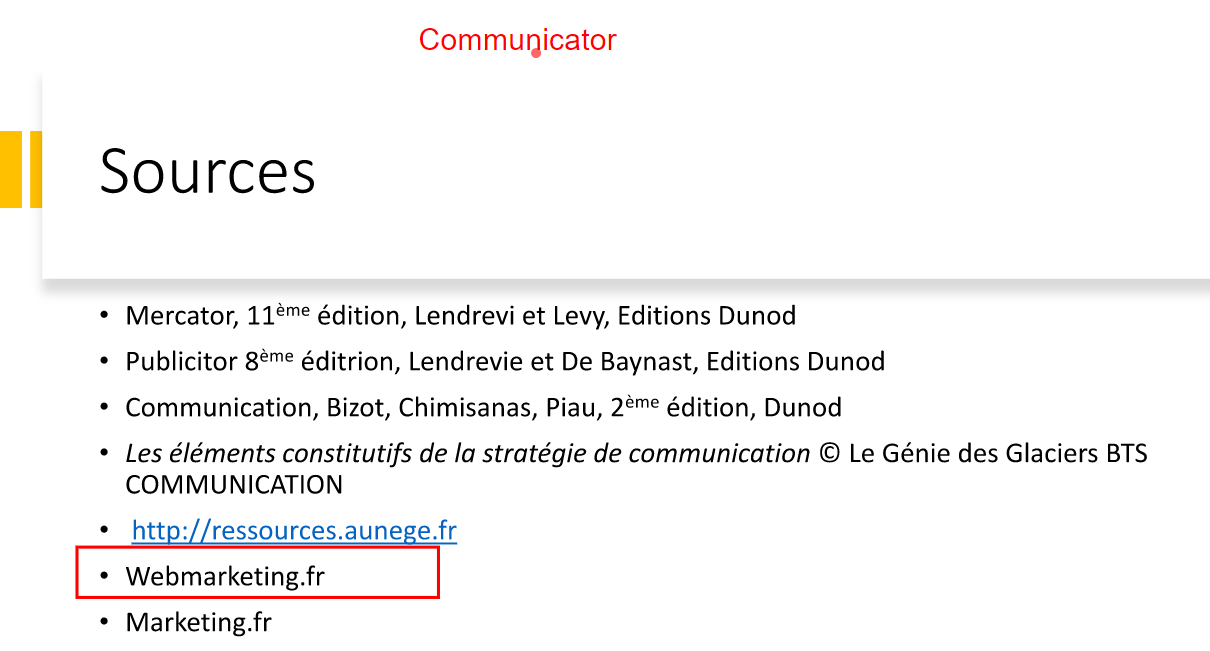 Communicator
Sources
• Mercator, 11ème édition, Lendrevi et Levy, Editions Dunod
• Publicitor 8ème éditrion, Lendrevie et De Baynast, Editions Dunod
• Communication, Bizot, Chimisanas, Piau, 2ème édition, Dunod
• Les éléments constitutifs de la stratégie de communication © Le Génie des Glaciers BTS
COMMUNICATION
• http://ressources.aunege.fr
• Webmarketing.fr
• Marketing.fr